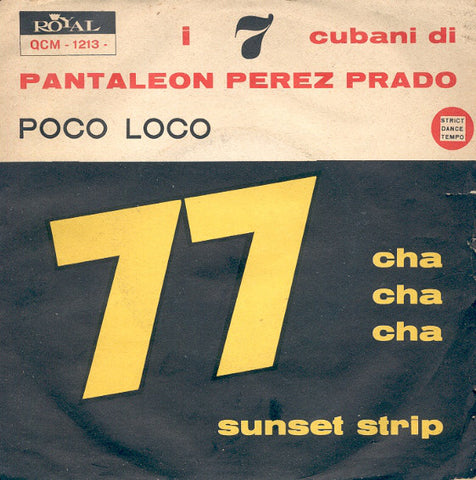 ROYAL
QCM - 1213 -
i 7 cubani di
PANTALEON PEREZ PRADO
POCO LOCO
STRICT
DANCE
TEMPO
77
cha
cha
cha
sunset strip